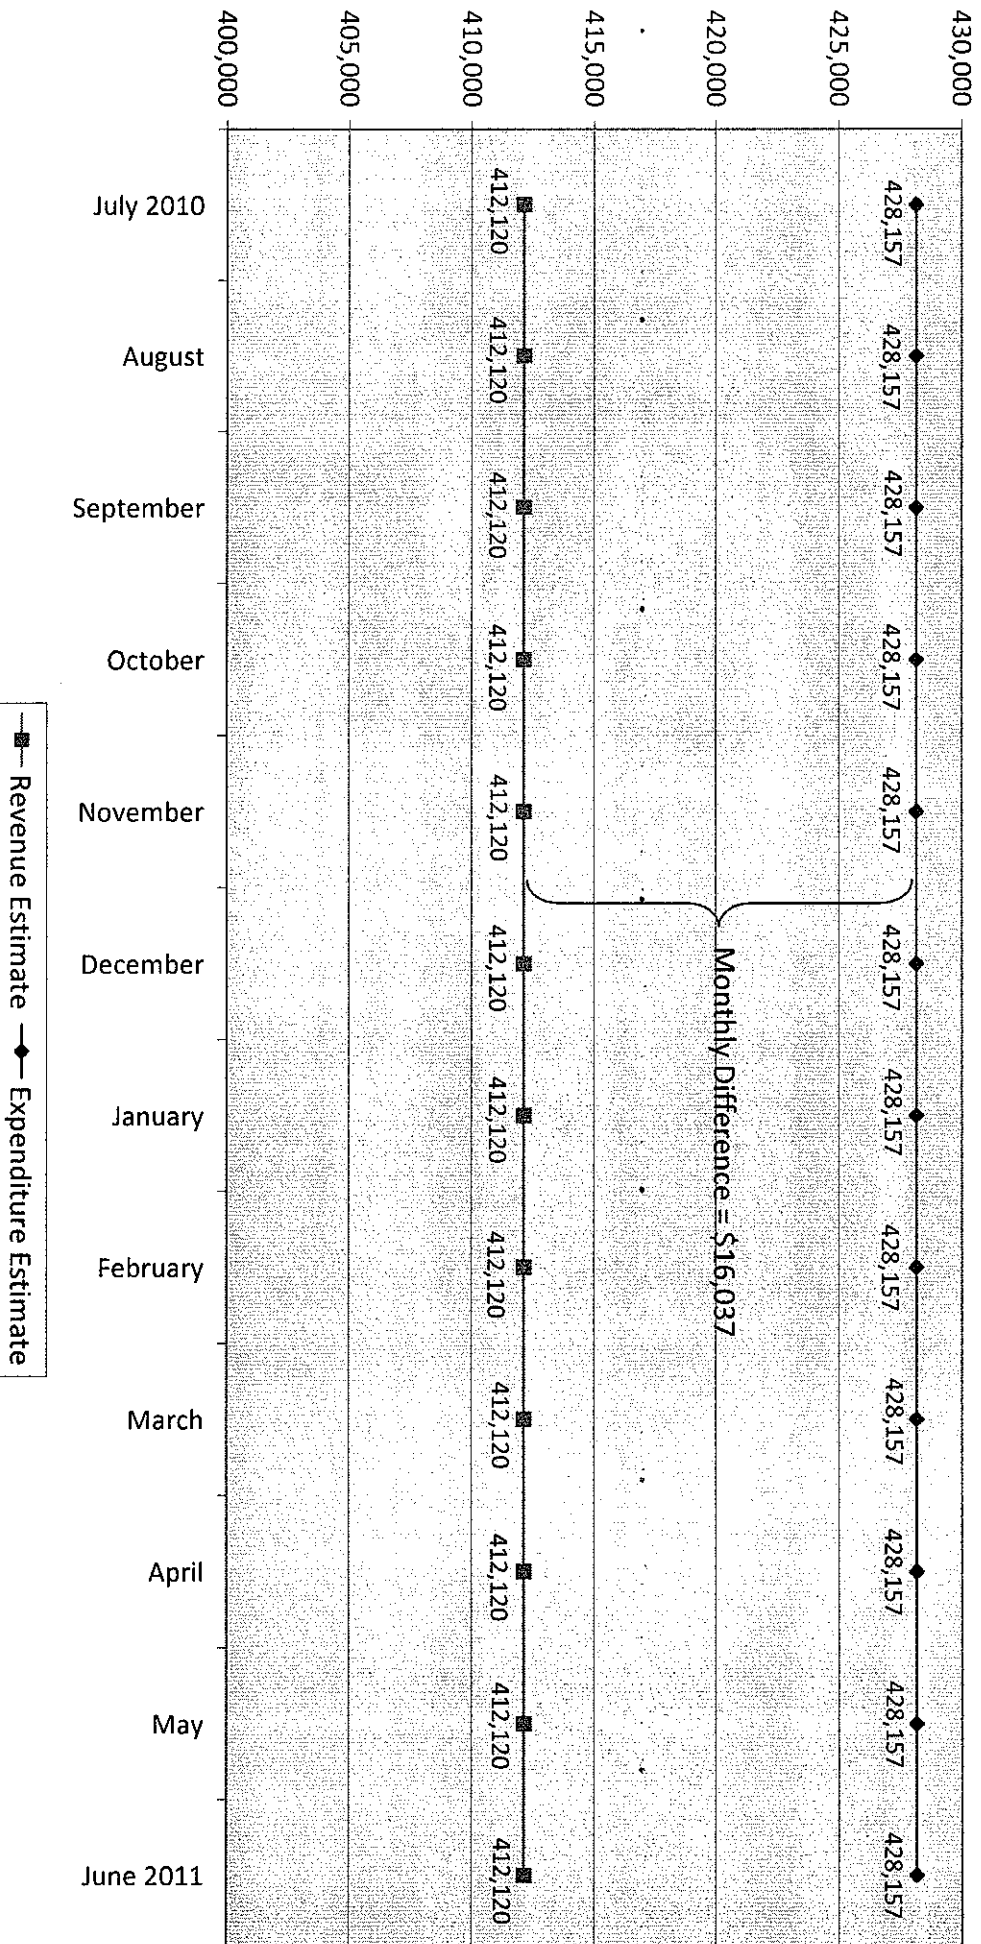 430,000
425,000
420,000
415,000
410,000
405,000
400,000
428,157 428,157 428,157 428,157 428,157 428,157 428,157 428,157 428,157 428,157 428,157 428,157
Monthly Difference = $16,037
412,120 412,120 412,120 412,120 412,120 412,120 412,120 412,120 412,120 412,120 412,120 412,120
July 2010 August September October November December January February March April May June 2011
Revenue Estimate Expenditure Estimate